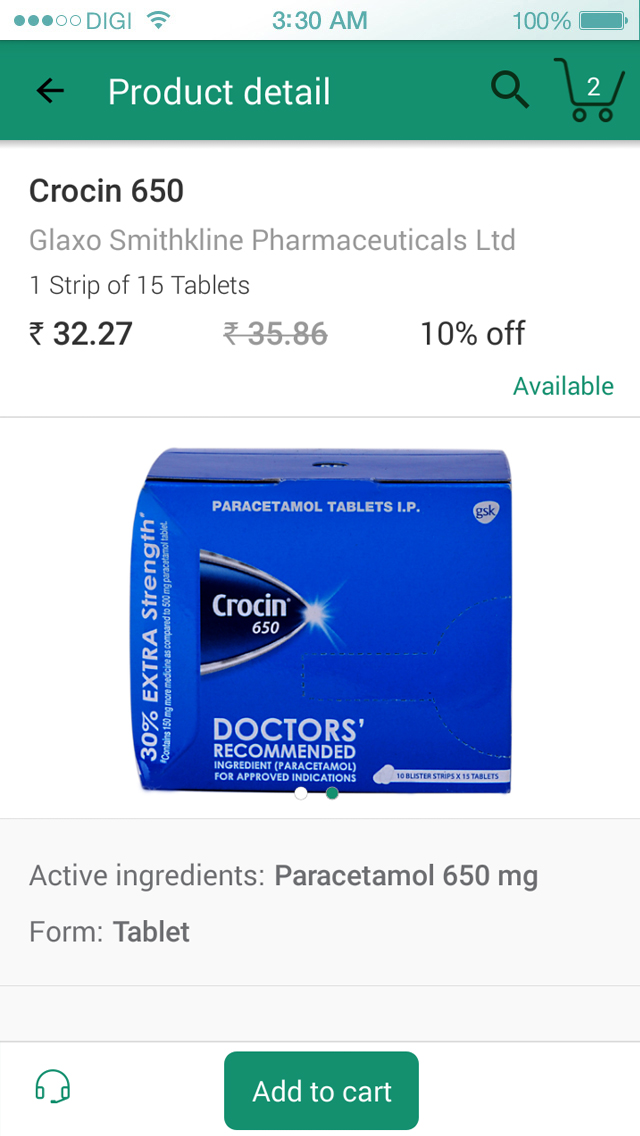 DIGI 3:30 AM 100%
Product detail 2
Crocin 650
Glaxo Smithkline Pharmaceuticals Ltd
1 Strip of 15 Tablets
₹ 32.27 ₹ 35.86 10% off
Available
PARACETAMOL TABLETS I.P.
gsk
30% EXTRA Strength*
*Contains 150 mg more medicine as compared to 500 mg paracetamol tablet.
Crocin
650
DOCTORS'
RECOMMENDED
INGREDIENT (PARACETAMOL)
FOR APPROVED INDICATIONS
10 BLISTER STRIPS X 15 TABLETS
Active ingredients: Paracetamol 650 mg
Form: Tablet
Add to cart